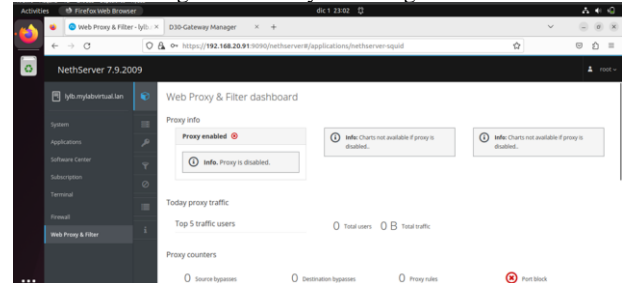 Activities
Firefox Web Browser
dic 1 23:02
Web Proxy & Filter - lylb.
D30-Gateway Manager
https://192.168.20.91:9090/nethserver#/applications/nethserver-squid
NethServer 7.9.2009
root
lylb.mylabvirtual.lan
System
Applications
Software Center
Subscription
Terminal
Firewall
Web Proxy & Filter
Web Proxy & Filter dashboard
Proxy info
Proxy enabled
Info. Proxy is disabled.
Info: Charts not available if proxy is disabled..
Info: Charts not available if proxy is disabled..
Today proxy traffic
Top 5 traffic users
0 Total users 0 B Total traffic
Proxy counters
0 Source bypasses
0 Destination bypasses
0 Proxy rules
Port block